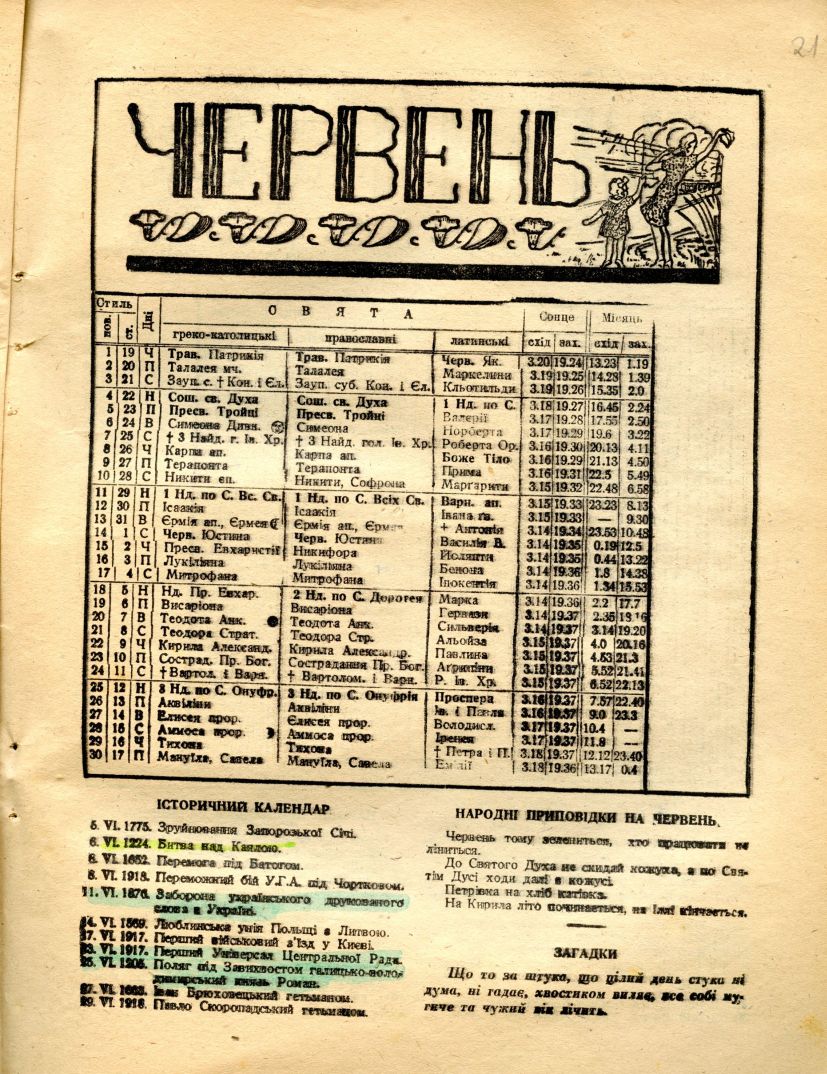 21
ЧЕРВЕНЬ
Стиль Дні СВЯТА Сонце Місяць
нов. ст. греко-католицькі православні латинські схід зах. схід зах.
1 19 Ч Трав. Патрикія Трав. Патрикія Черв. Як. 3.20 19.24 13.23 1.19
2 20 П Талалея мч. Талалея Маркелини 3.19 19.25 14.28 1.39
3 21 С Зауп. с. † Кон. і Єл. Зауп. суб. Кон. і Єл. Кльотильди 3.19 19.26 15.35 2.0
4 22 Н Сош. св. Духа Сош. св. Духа 1 Нд. по С. 3.18 19.27 16.45 2.24
5 23 П Пресв. Тройці Пресв. Тройці Валерії 3.17 19.28 17.55 2.50
6 24 В Симеона Дивн. Симеона Норберта 3.17 19.29 19.6 3.22
7 25 С † 3 Найд. г. Ів. Хр. † 3 Найд. гол. Ів. Хр. Роберта Ор. 3.16 19.30 20.13 4.11
8 26 Ч Карпа ап. Карпа ап. Боже Тіло 3.16 19.29 21.13 4.50
9 27 П Терапонта Терапонта Прима 3.16 19.31 22.5 5.49
10 28 С Никити єп. Никити, Софрона Марґарити 3.15 19.32 22.48 6.58
11 29 Н 1 Нд. по С. Вс. Св. 1 Нд. по С. Всіх Св. Варн. ап. 3.15 19.33 23.23 8.13
12 30 П Ісаакія Ісаакія Івана 3.15 19.33 — 9.30
13 31 В Єрмія ап., Єрмея Єрмія ап., + Антонія 3.15 19.34 23.53 10.48
14 1 С Черв. Юстина Черв. Юстина Василія В. 3.15 19.35 0.19 12.5
15 2 Ч Пресв. Евхаристії Никифора Йолянти 3.14 19.35 0.44 13.22
16 3 П Лукіліяна Лукіліяна Бенона 3.14 19.36 1.8 14.38
17 4 С Митрофана Митрофана Інокентія 3.14 19.36 1.34 15.53
18 5 Н Нд. Пр. Евхар. 2 Нд. по С. Доротея Марка 3.14 19.36 2.2 17.7
19 6 П Висаріона Висаріона Гервазя 3.14 19.37 2.35 18.16
20 7 В Теодота Анк. Теодота Анк. Сильверія 3.14 19.37 3.14 19.20
21 8 С Теодора Страт. Теодора Стр. Альойза 3.15 19.37 4.0 20.16
22 9 Ч Кирила Александ. Кирила Александр. Павлина 3.15 19.37 4.53 21.3
23 10 П Сострад. Пр. Бог. Сострадання Пр. Бог. Аґрипіни 3.15 19.37 5.52 21.41
24 11 С † Вартол. і Варн. † Вартолом. і Варн. Р. Ів. Хр. 3.15 19.37 6.52 22.13
25 12 Н 3 Нд. по С. Онуфр. 3 Нд. по С. Онуфрія Проспера 3.16 19.37 7.57 22.40
26 13 П Аквіліни Аквіліни Ів. і Павла 3.16 19.37 9.0 23.3
27 14 В Елисея прор. Єлисея прор. Володисл. 3.17 19.37 10.4 —
28 15 С Аммоса прор. Аммоса прор. Іренея 3.17 19.37 11.8 —
29 16 Ч Тихона Тихона † Петра і П. 3.18 19.37 12.12 23.40
30 17 П Мануїла, Савела Мануїла, Савела Емілії 3.18 19.36 13.17 0.4
ІСТОРИЧНИЙ КАЛЕНДАР
5. VI. 1775. Зруйновання Запорозької Січі.
6. VI. 1224. Битва над Каялою.
8. VI. 1652. Перемога під Батогом.
8. VI. 1918. Переможний бій У.Г.А. під Чортковом.
11. VI. 1876. Заборона українського друкованого
слова в Україні.
14. VI. 1569. Люблинська унія Польщі з Литвою.
17. VI. 1917. Перший військовий з'їзд у Києві.
23. VI. 1917. Перший Універсал Центральної Ради.
25. VI. 1205. Поляг під Завихвостом галицько-воло-
димирський князь Роман.
27. VI. 1663. Іван Брюховецький гетьманом.
29. VI. 1918. Павло Скоропадський гетьманом.
НАРОДНІ ПРИПОВІДКИ НА ЧЕРВЕНЬ.
Червень тому зелениться, хто працювати не
ліниться.
До Святого Духа не скидай кожуха, а по Свя-
тім Дусі ходи далі в кожусі.
Петрівка на хліб катівка.
На Кирила літо починається, на Іллі кінчається.
ЗАГАДКИ
Що то за штука, що цілий день стука ні
дума, ні гадає, хвостиком виляє, все собі му-
гиче та чужий вік лічить.